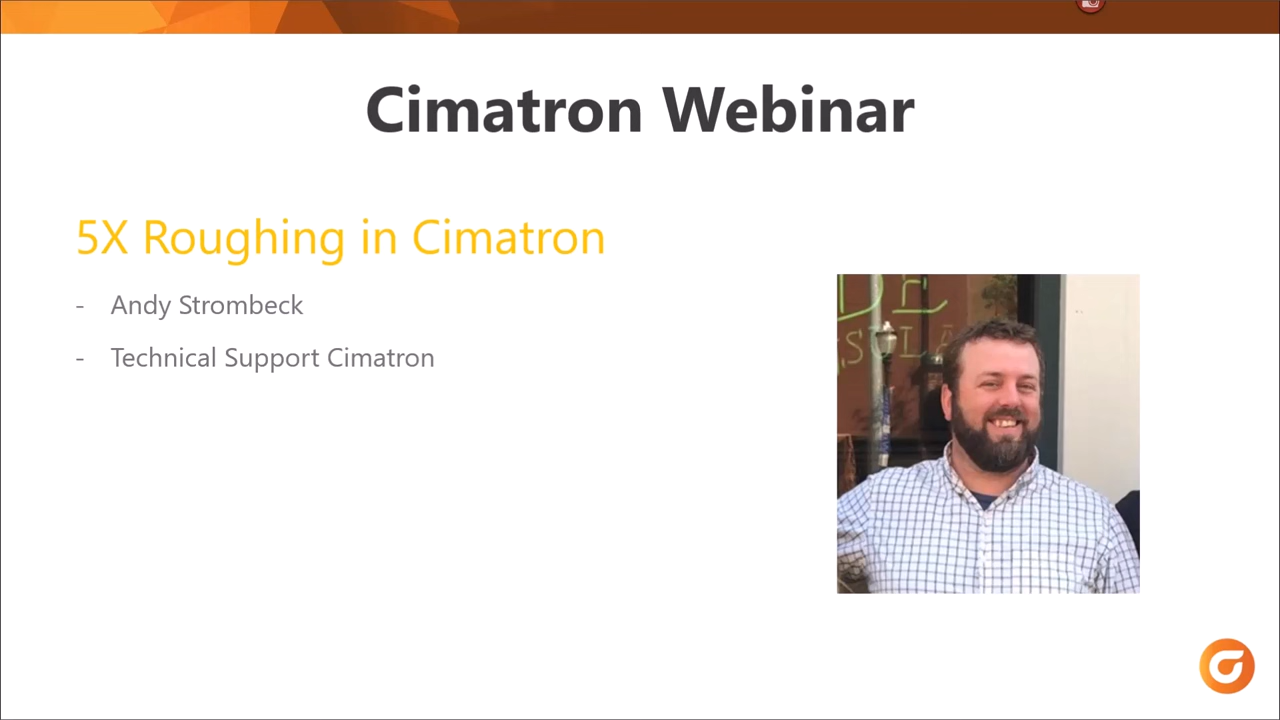 Cimatron Webinar
5X Roughing in Cimatron
- Andy Strombeck
- Technical Support Cimatron